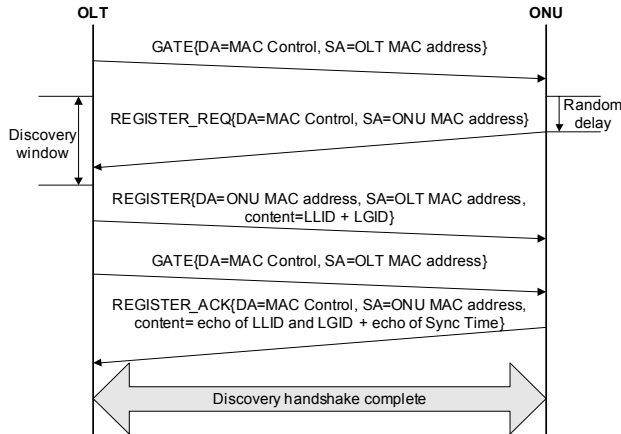 OLT
ONU
GATE{DA=MAC Control, SA=OLT MAC address}
REGISTER_REQ{DA=MAC Control, SA=ONU MAC address}
Random
delay
Discovery
window
REGISTER{DA=ONU MAC address, SA=OLT MAC address,
content=LLID + LGID}
GATE{DA=MAC Control, SA=OLT MAC address}
REGISTER_ACK{DA=MAC Control, SA=ONU MAC address,
content= echo of LLID and LGID + echo of Sync Time}
Discovery handshake complete